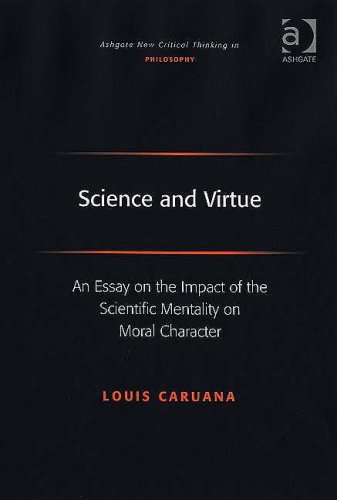 Ashgate New Critical Thinking in
PHILOSOPHY
a
ASHGATE
Science and Virtue
An Essay on the Impact of the
Scientific Mentality on
Moral Character
LOUIS CARUANA